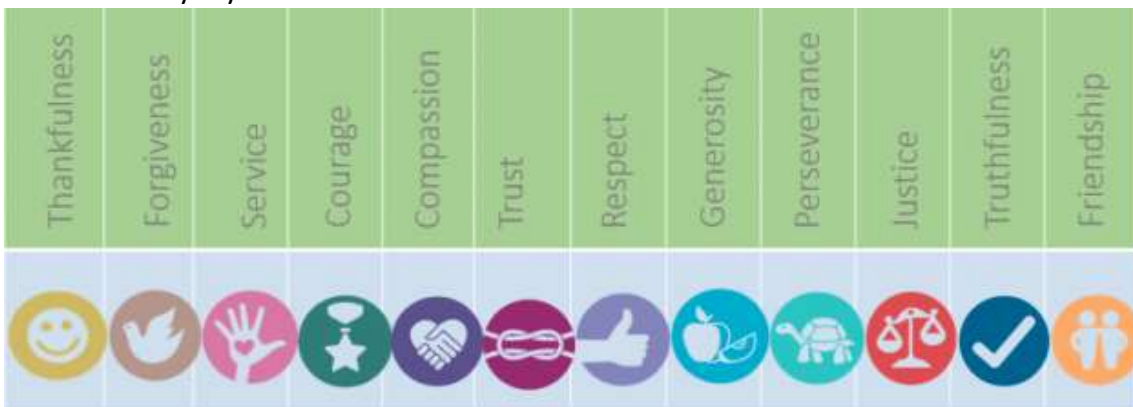 Thankfulness
Forgiveness
Service
Courage
Compassion
Trust
Respect
Generosity
Perseverance
Justice
Truthfulness
Friendship